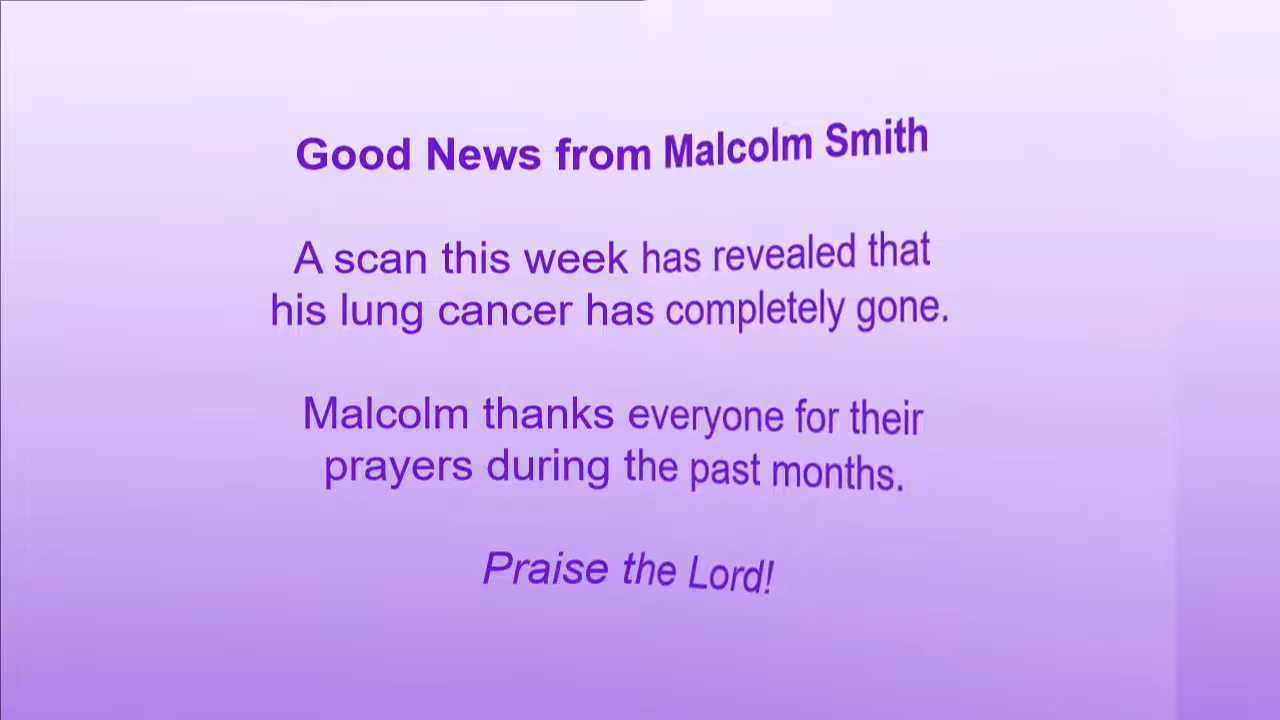 Good News from Malcolm Smith
A scan this week has revealed that
his lung cancer has completely gone.
Malcolm thanks everyone for their
prayers during the past months.
Praise the Lord!